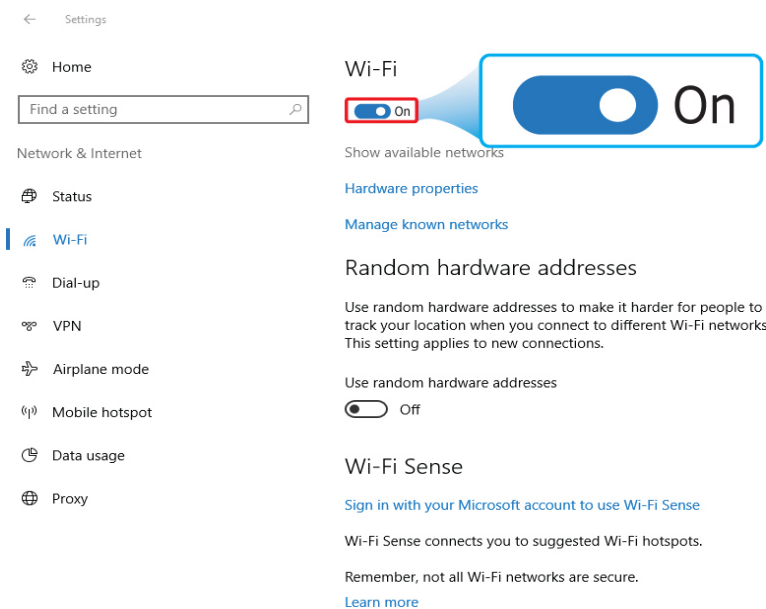 Settings
Home
Find a setting
Network & Internet
Status
Wi-Fi
Dial-up
VPN
Airplane mode
Mobile hotspot
Data usage
Proxy
Wi-Fi
On
On
Show available networks
Hardware properties
Manage known networks
Random hardware addresses
Use random hardware addresses to make it harder for people to
track your location when you connect to different Wi-Fi networks
This setting applies to new connections.
Use random hardware addresses
Off
Wi-Fi Sense
Sign in with your Microsoft account to use Wi-Fi Sense
Wi-Fi Sense connects you to suggested Wi-Fi hotspots.
Remember, not all Wi-Fi networks are secure.
Learn more